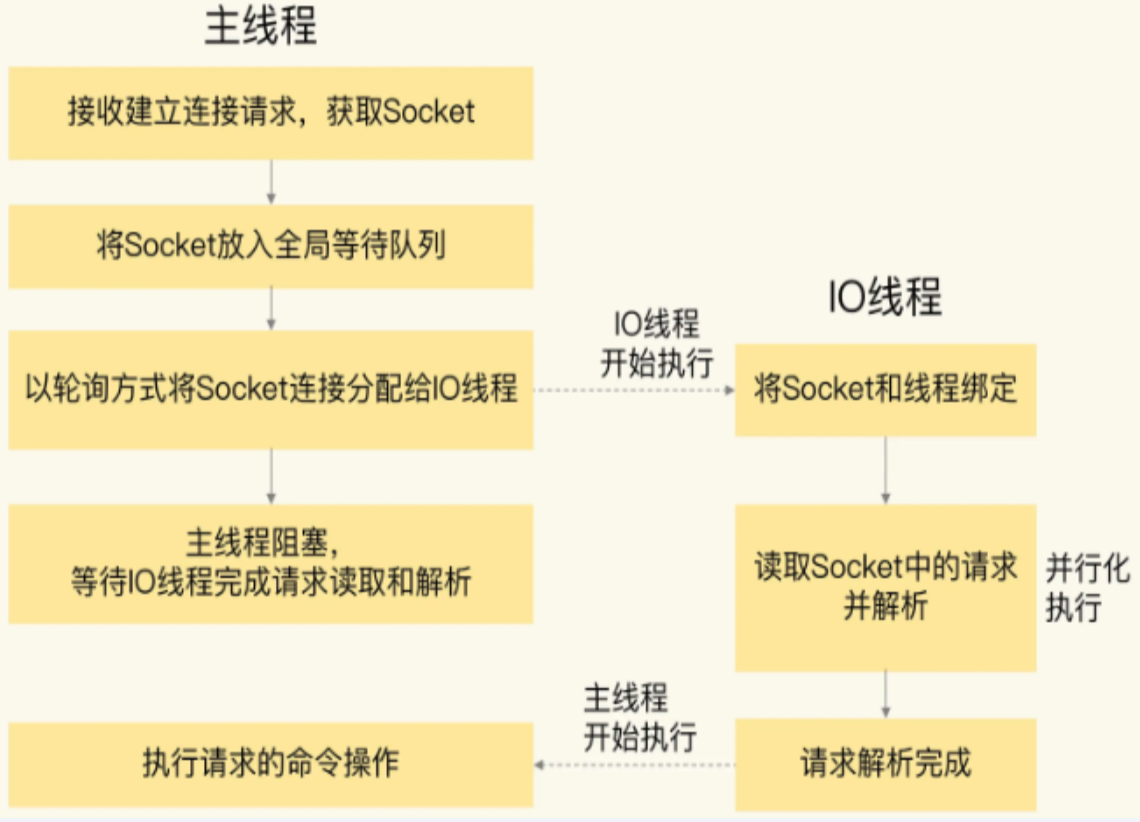 主线程
接收建立连接请求，获取Socket
将Socket放入全局等待队列
以轮询方式将Socket连接分配给IO线程
主线程阻塞，
等待IO线程完成请求读取和解析
IO线程
开始执行
IO线程
将Socket和线程绑定
读取Socket中的请求
并解析
并行化
执行
请求解析完成
主线程
开始执行
执行请求的命令操作